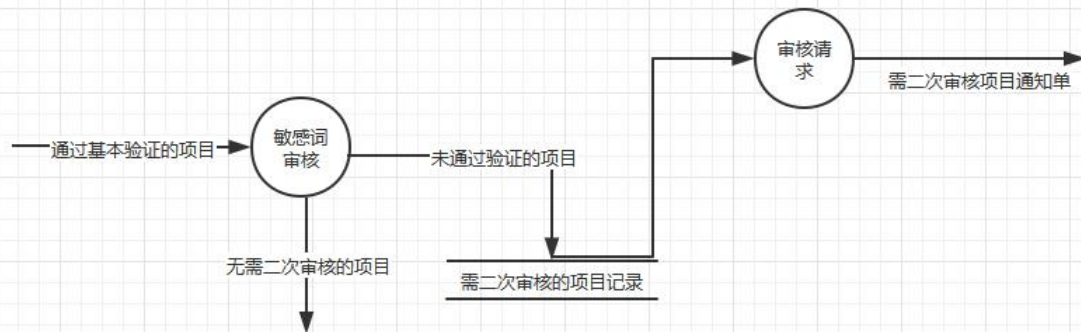 审核请
求
需二次审核项目通知单
敏感词
审核
通过基本验证的项目
未通过验证的项目
无需二次审核的项目
需二次审核的项目记录